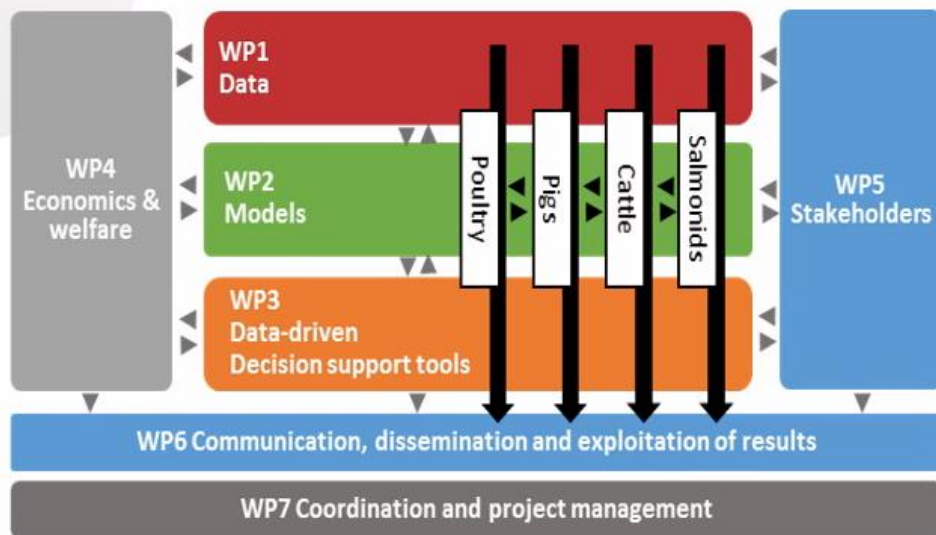 WP1
Data
WP4
Economics &
welfare
WP2
Models
WP3
Data-driven
Decision support tools
Poultry
Pigs
Cattle
Salmonids
WP5
Stakeholders
WP6 Communication, dissemination and exploitation of results
WP7 Coordination and project management